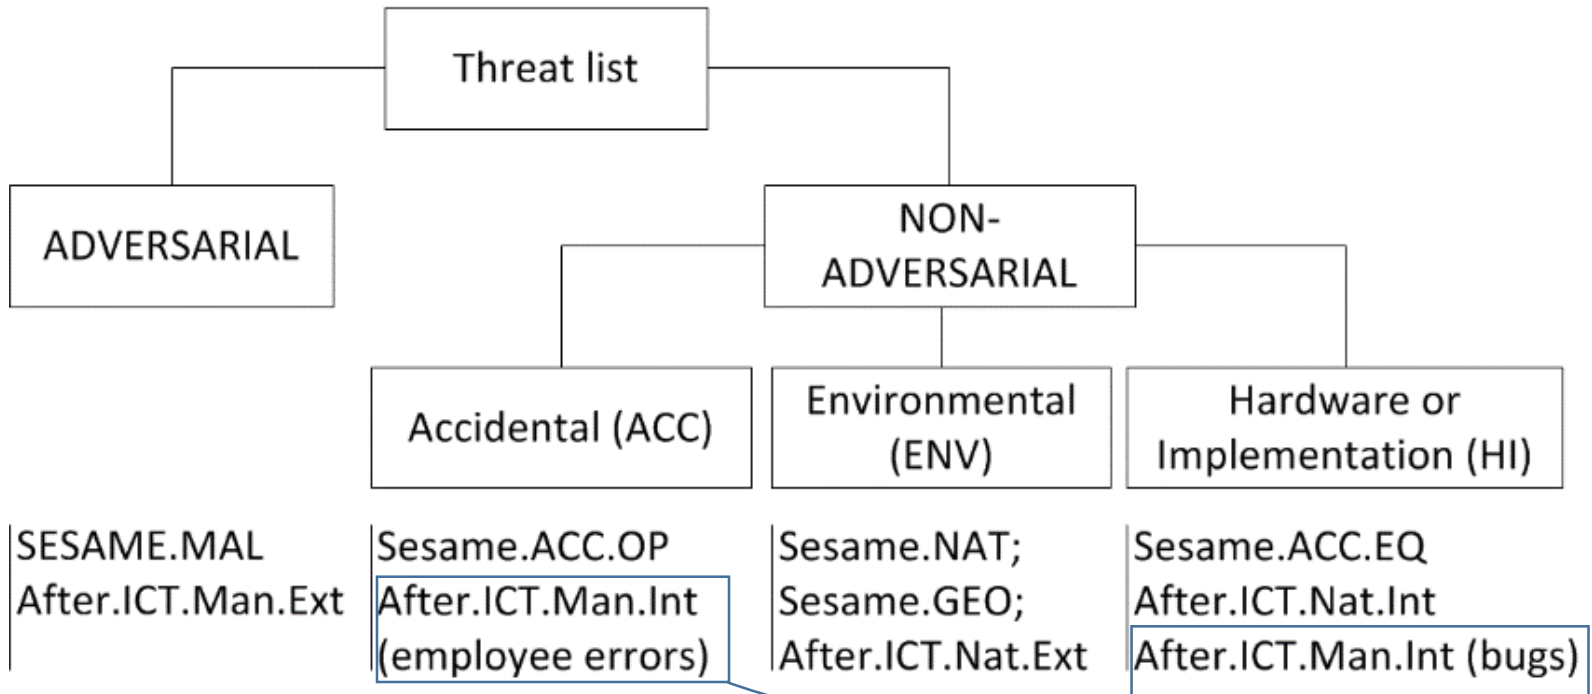 Threat list
ADVERSARIAL
NON-
ADVERSARIAL
Accidental (ACC)
Environmental
(ENV)
Hardware or
Implementation (HI)
SESAME.MAL
After.ICT.Man.Ext
Sesame.ACC.OP
After.ICT.Man.Int
(employee errors)
Sesame.NAT;
Sesame.GEO;
After.ICT.Nat.Ext
Sesame.ACC.EQ
After.ICT.Nat.Int
After.ICT.Man.Int (bugs)